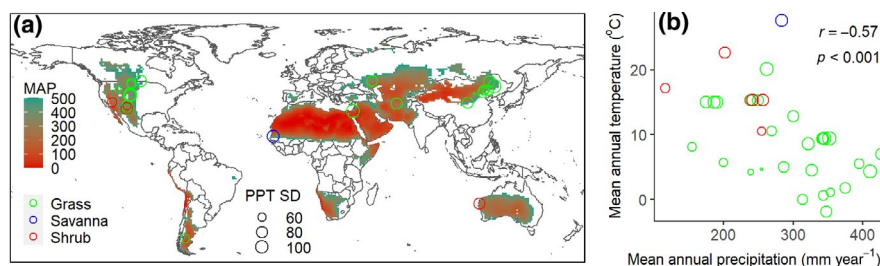 (a)
MAP
500
400
300
200
100
0
Grass
Savanna
Shrub
PPT SD
60
80
100
(b)
r = −0.57
p < 0.001
Mean annual temperature (⁰C)
20
10
0
200 300 400
Mean annual precipitation (mm year⁻¹)